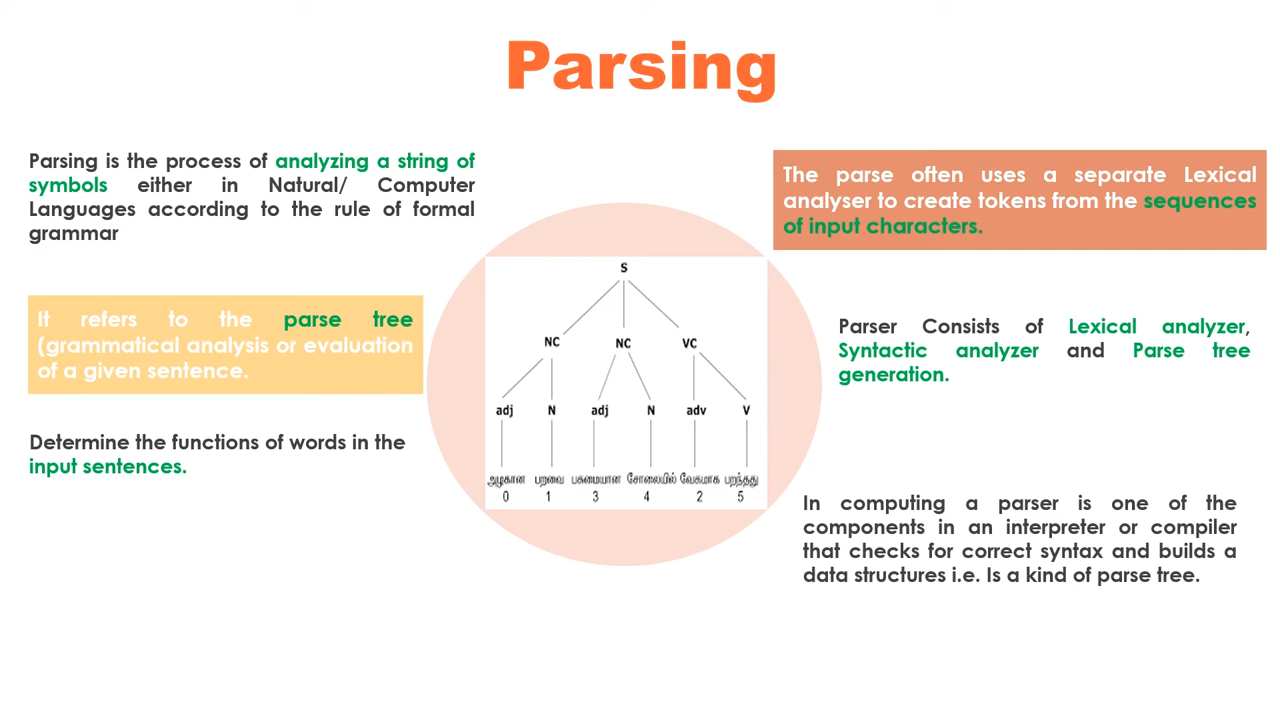 Parsing
Parsing is the process of analyzing a string of
symbols either in Natural/ Computer
Languages according to the rule of formal
grammar
It refers to the parse tree
(grammatical analysis or evaluation
of a given sentence.
Determine the functions of words in the
input sentences.
S
NC NC VC
adj N adj N adv V
அழகான பறவை பசுமையான சோலையில் வேகமாக பறந்தது
0 1 3 4 2 5
The parse often uses a separate Lexical
analyser to create tokens from the sequences
of input characters.
Parser Consists of Lexical analyzer,
Syntactic analyzer and Parse tree
generation.
In computing a parser is one of the
components in an interpreter or compiler
that checks for correct syntax and builds a
data structures i.e. Is a kind of parse tree.